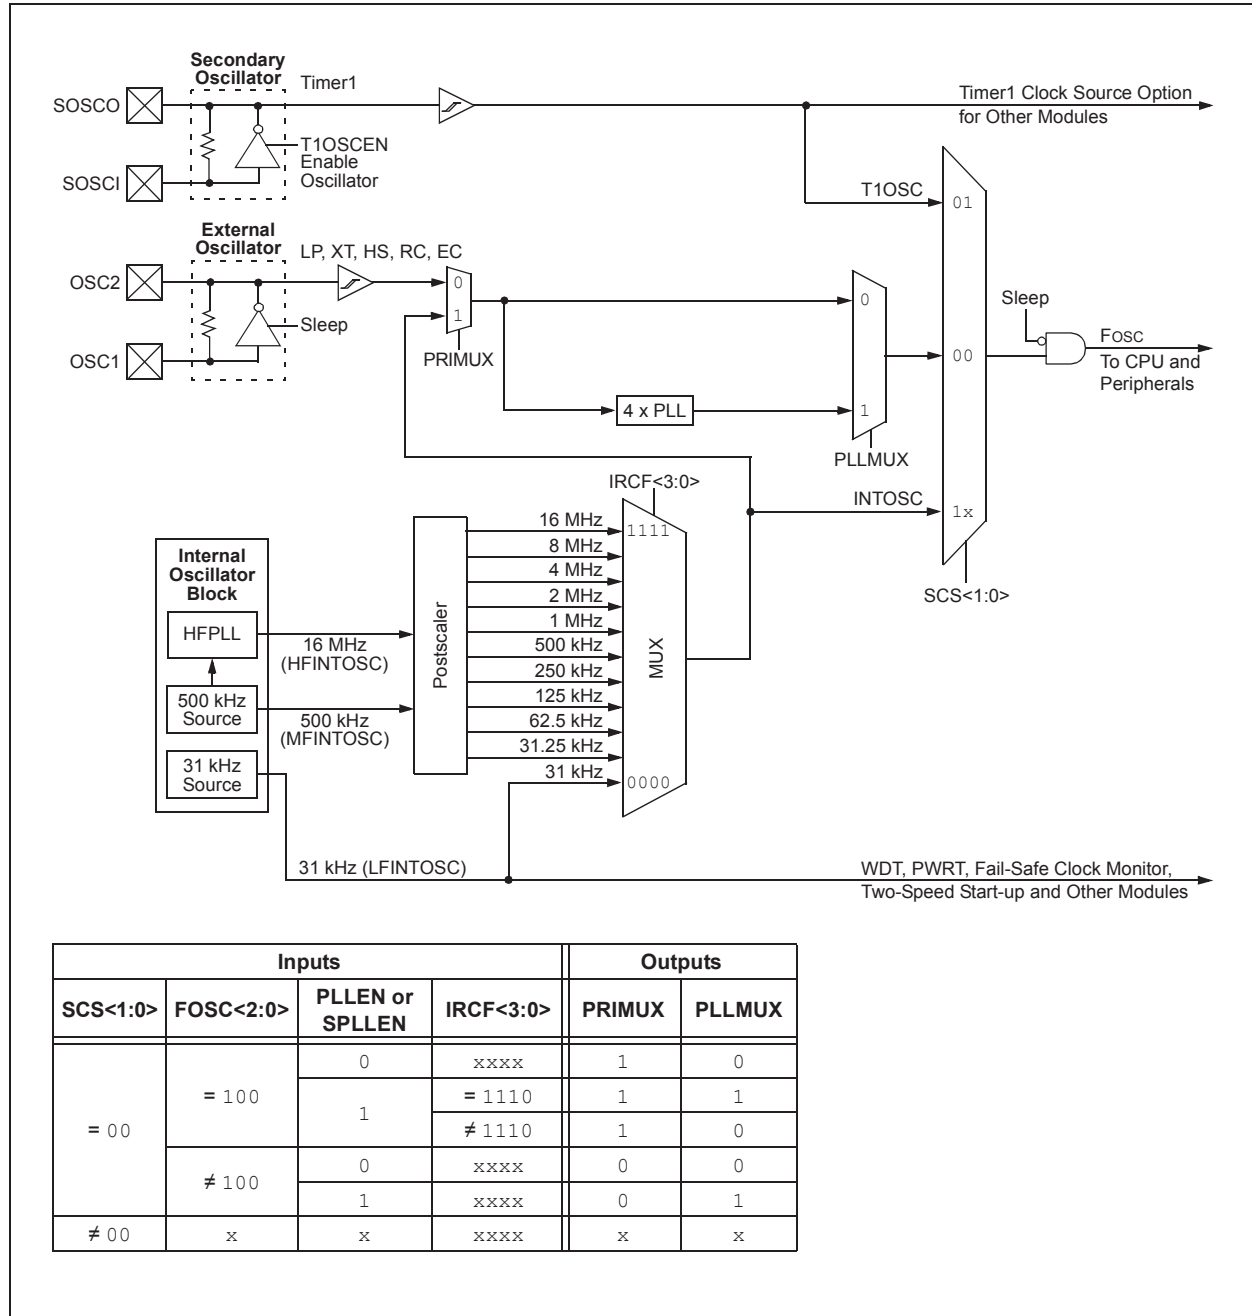 Secondary
Oscillator
Timer1
SOSCO
Timer1 Clock Source Option
for Other Modules
T1OSCEN
Enable
Oscillator
SOSCI
T1OSC
01
External
Oscillator
LP, XT, HS, RC, EC
OSC2
0
1
PRIMUX
Sleep
OSC1
0
4 x PLL
1
PLLMUX
00
Sleep
FOSC
To CPU and
Peripherals
IRCF<3:0>
INTOSC
1x
SCS<1:0>
Internal
Oscillator
Block
HFPLL
500 kHz
Source
31 kHz
Source
16 MHz
(HFINTOSC)
500 kHz
(MFINTOSC)
Postscaler
16 MHz
8 MHz
4 MHz
2 MHz
1 MHz
500 kHz
250 kHz
125 kHz
62.5 kHz
31.25 kHz
31 kHz
1111
MUX
0000
31 kHz (LFINTOSC)
WDT, PWRT, Fail-Safe Clock Monitor,
Two-Speed Start-up and Other Modules
Inputs Outputs
SCS<1:0> FOSC<2:0> PLLEN or SPLLEN IRCF<3:0> PRIMUX PLLMUX
= 00 = 100 0 xxxx 1 0
1 = 1110 1 1
≠ 1110 1 0
≠ 100 0 xxxx 0 0
1 xxxx 0 1
≠ 00 x x xxxx x x